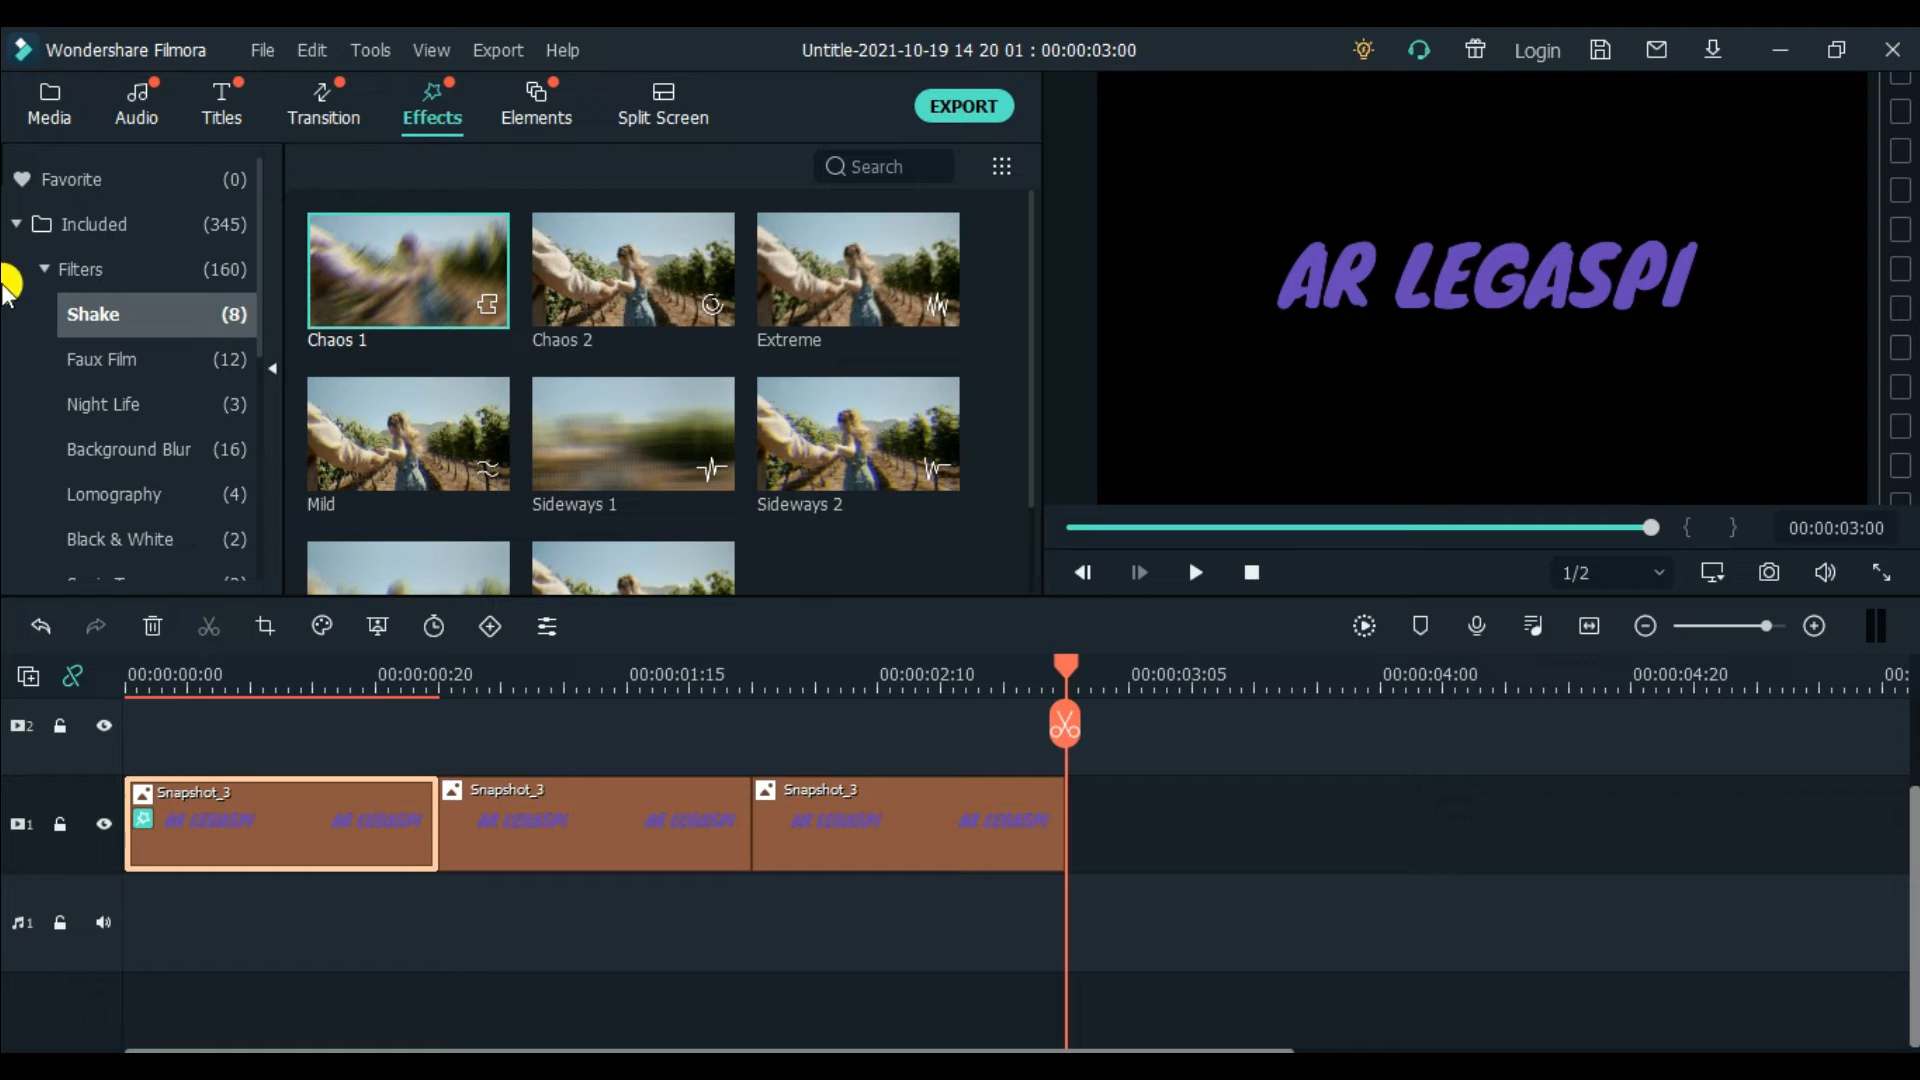 Wondershare Filmora File Edit Tools View Export Help Untitle-2021-10-19 14 20 01 : 00:00:03:00 Login
Media Audio Titles Transition Effects Elements Split Screen EXPORT
Favorite (0) Search
Included (345)
Filters (160)
Shake (8)
Faux Film (12)
Night Life (3)
Background Blur (16)
Lomography (4)
Black & White (2)
Chaos 1 Chaos 2 Extreme
Mild Sideways 1 Sideways 2
AR LEGASPI
{ } 00:00:03:00
1/2
00:00:00:00 00:00:00:20 00:00:01:15 00:00:02:10 00:00:03:05 00:00:04:00 00:00:04:20 00:
2
Snapshot_3 Snapshot_3 Snapshot_3
1 AR LEGASPI AR LEGASPI AR LEGASPI AR LEGASPI AR LEGASPI AR LEGASPI
1